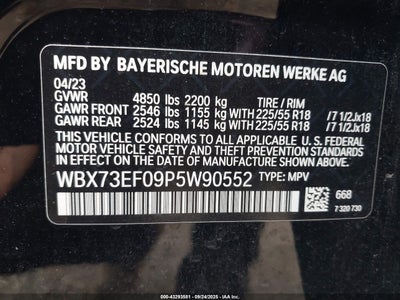 MFD BY BAYERISCHE MOTOREN WERKE AG
04/23
GVWR 4850 lbs 2200 kg TIRE / RIM
GAWR FRONT 2546 lbs 1155 kg WITH 225/55 R18 / 7 1/2Jx18
GAWR REAR 2524 lbs 1145 kg WITH 225/55 R18 / 7 1/2Jx18
THIS VEHICLE CONFORMS TO ALL APPLICABLE U.S. FEDERAL
MOTOR VEHICLE SAFETY, BUMPER, AND THEFT PREVENTION
STANDARDS IN EFFECT ON THE DATE OF MANUFACTURE SHOWN ABOVE.
WBX73EF09P5W90552 TYPE: MPV
668
7 320 730
000-43293581 - 09/24/2025 - IAAI.COM